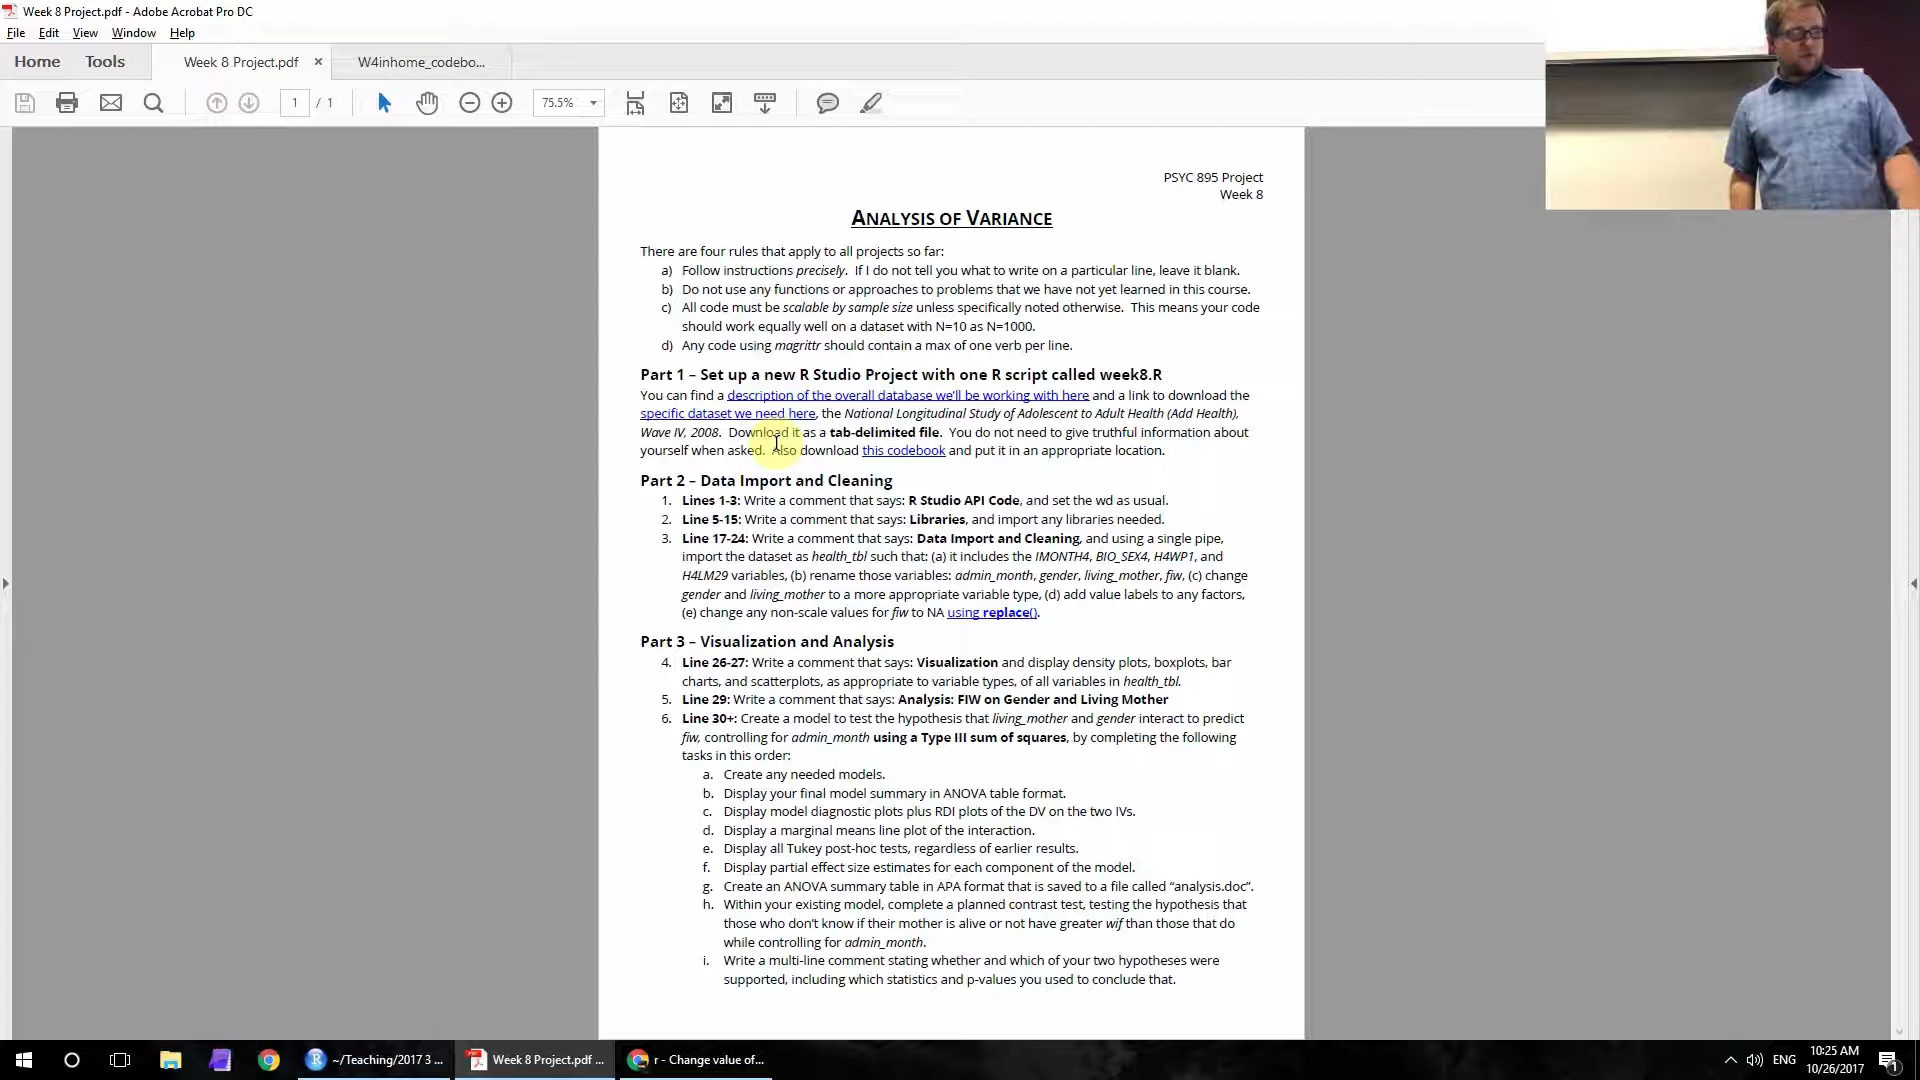 Week 8 Project.pdf - Adobe Acrobat Pro DC
File Edit View Window Help
Home Tools Week 8 Project.pdf × W4inhome_codebo...
1 / 1 75.5%
PSYC 895 Project
Week 8
ANALYSIS OF VARIANCE
There are four rules that apply to all projects so far:
a) Follow instructions precisely. If I do not tell you what to write on a particular line, leave it blank.
b) Do not use any functions or approaches to problems that we have not yet learned in this course.
c) All code must be scalable by sample size unless specifically noted otherwise. This means your code
should work equally well on a dataset with N=10 as N=1000.
d) Any code using magrittr should contain a max of one verb per line.
Part 1 – Set up a new R Studio Project with one R script called week8.R
You can find a description of the overall database we'll be working with here and a link to download the
specific dataset we need here, the National Longitudinal Study of Adolescent to Adult Health (Add Health),
Wave IV, 2008. Download it as a tab-delimited file. You do not need to give truthful information about
yourself when asked. Also download this codebook and put it in an appropriate location.
Part 2 – Data Import and Cleaning
1. Lines 1-3: Write a comment that says: R Studio API Code, and set the wd as usual.
2. Line 5-15: Write a comment that says: Libraries, and import any libraries needed.
3. Line 17-24: Write a comment that says: Data Import and Cleaning, and using a single pipe,
import the dataset as health_tbl such that: (a) it includes the IMONTH4, BIO_SEX4, H4WP1, and
H4LM29 variables, (b) rename those variables: admin_month, gender, living_mother, fiw, (c) change
gender and living_mother to a more appropriate variable type, (d) add value labels to any factors,
(e) change any non-scale values for fiw to NA using replace().
Part 3 – Visualization and Analysis
4. Line 26-27: Write a comment that says: Visualization and display density plots, boxplots, bar
charts, and scatterplots, as appropriate to variable types, of all variables in health_tbl.
5. Line 29: Write a comment that says: Analysis: FIW on Gender and Living Mother
6. Line 30+: Create a model to test the hypothesis that living_mother and gender interact to predict
fiw, controlling for admin_month using a Type III sum of squares, by completing the following
tasks in this order:
a. Create any needed models.
b. Display your final model summary in ANOVA table format.
c. Display model diagnostic plots plus RDI plots of the DV on the two IVs.
d. Display a marginal means line plot of the interaction.
e. Display all Tukey post-hoc tests, regardless of earlier results.
f. Display partial effect size estimates for each component of the model.
g. Create an ANOVA summary table in APA format that is saved to a file called “analysis.doc”.
h. Within your existing model, complete a planned contrast test, testing the hypothesis that
those who don’t know if their mother is alive or not have greater wif than those that do
while controlling for admin_month.
i. Write a multi-line comment stating whether and which of your two hypotheses were
supported, including which statistics and p-values you used to conclude that.
~/Teaching/2017 3 ... Week 8 Project.pdf ... r - Change value of... ENG 10:25 AM
10/26/2017